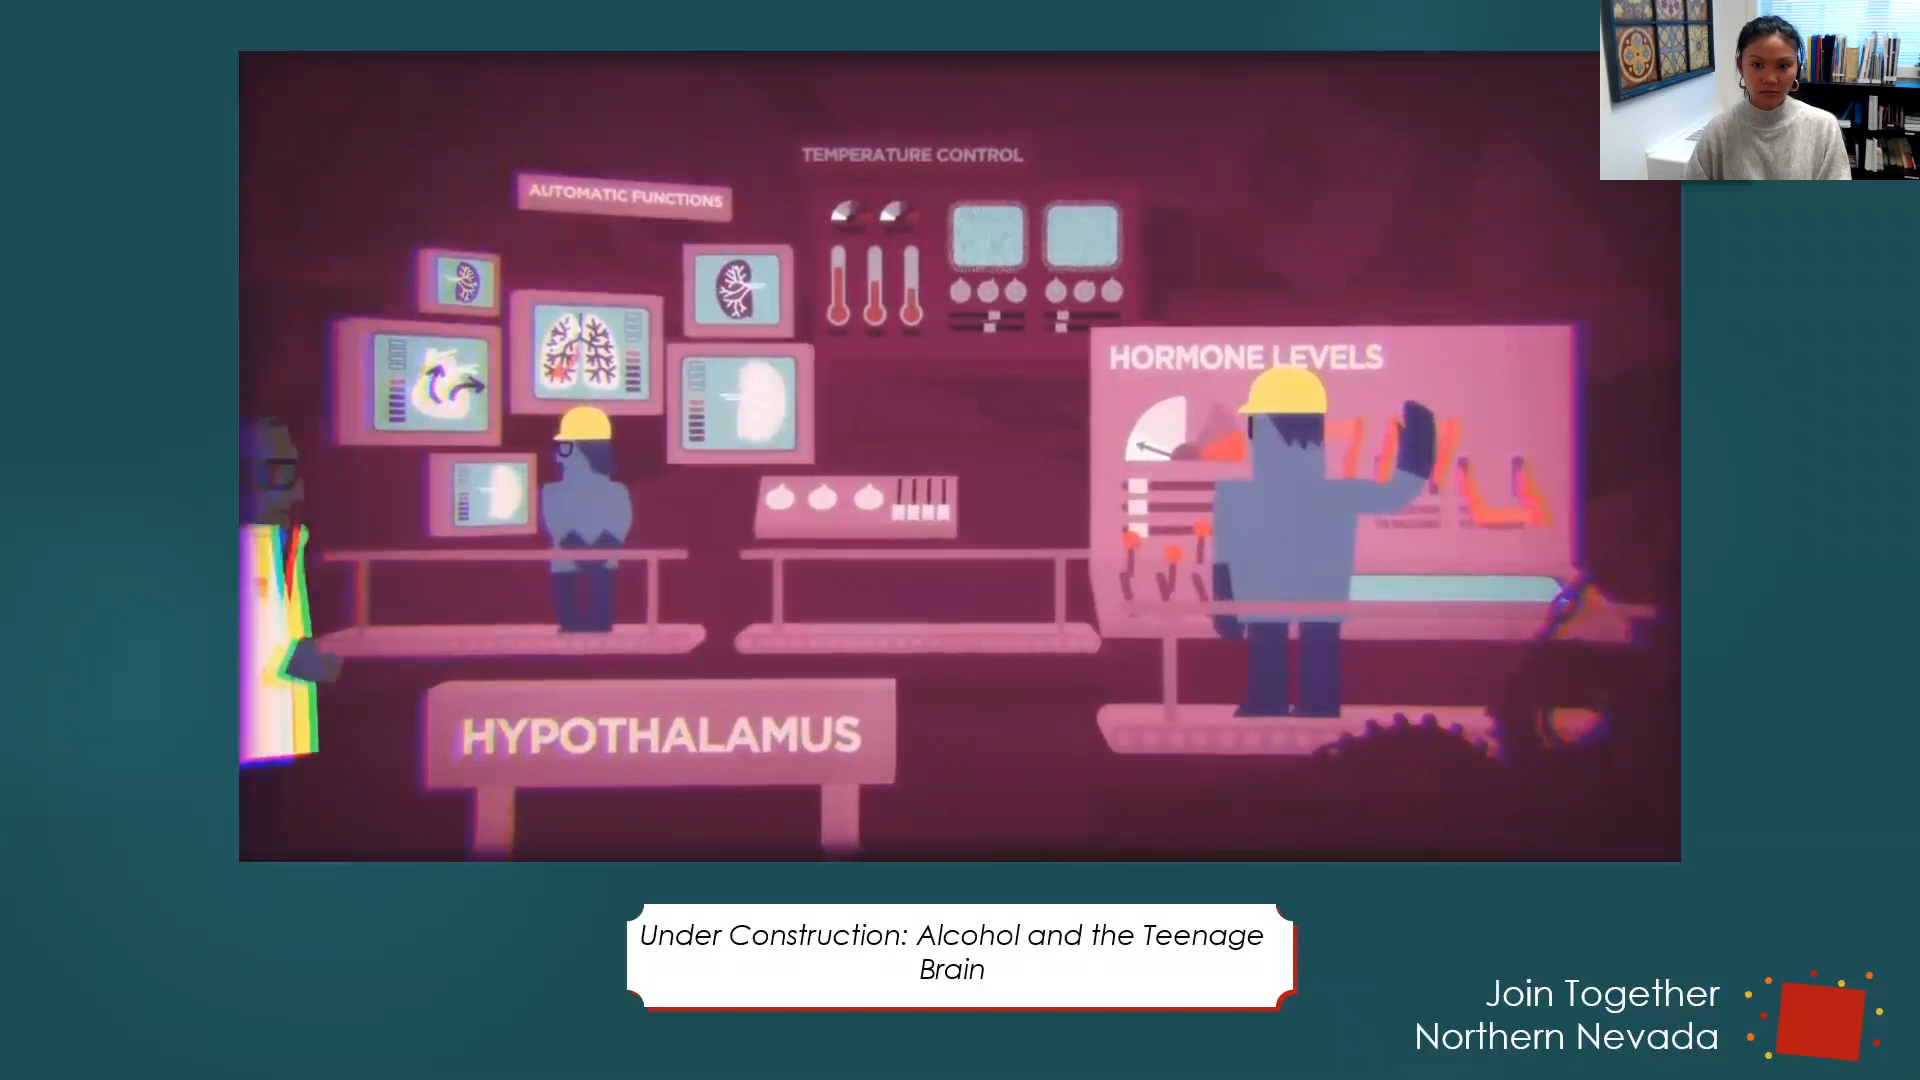 TEMPERATURE CONTROL
AUTOMATIC FUNCTIONS
HORMONE LEVELS
HYPOTHALAMUS
Under Construction: Alcohol and the Teenage
Brain
Join Together
Northern Nevada